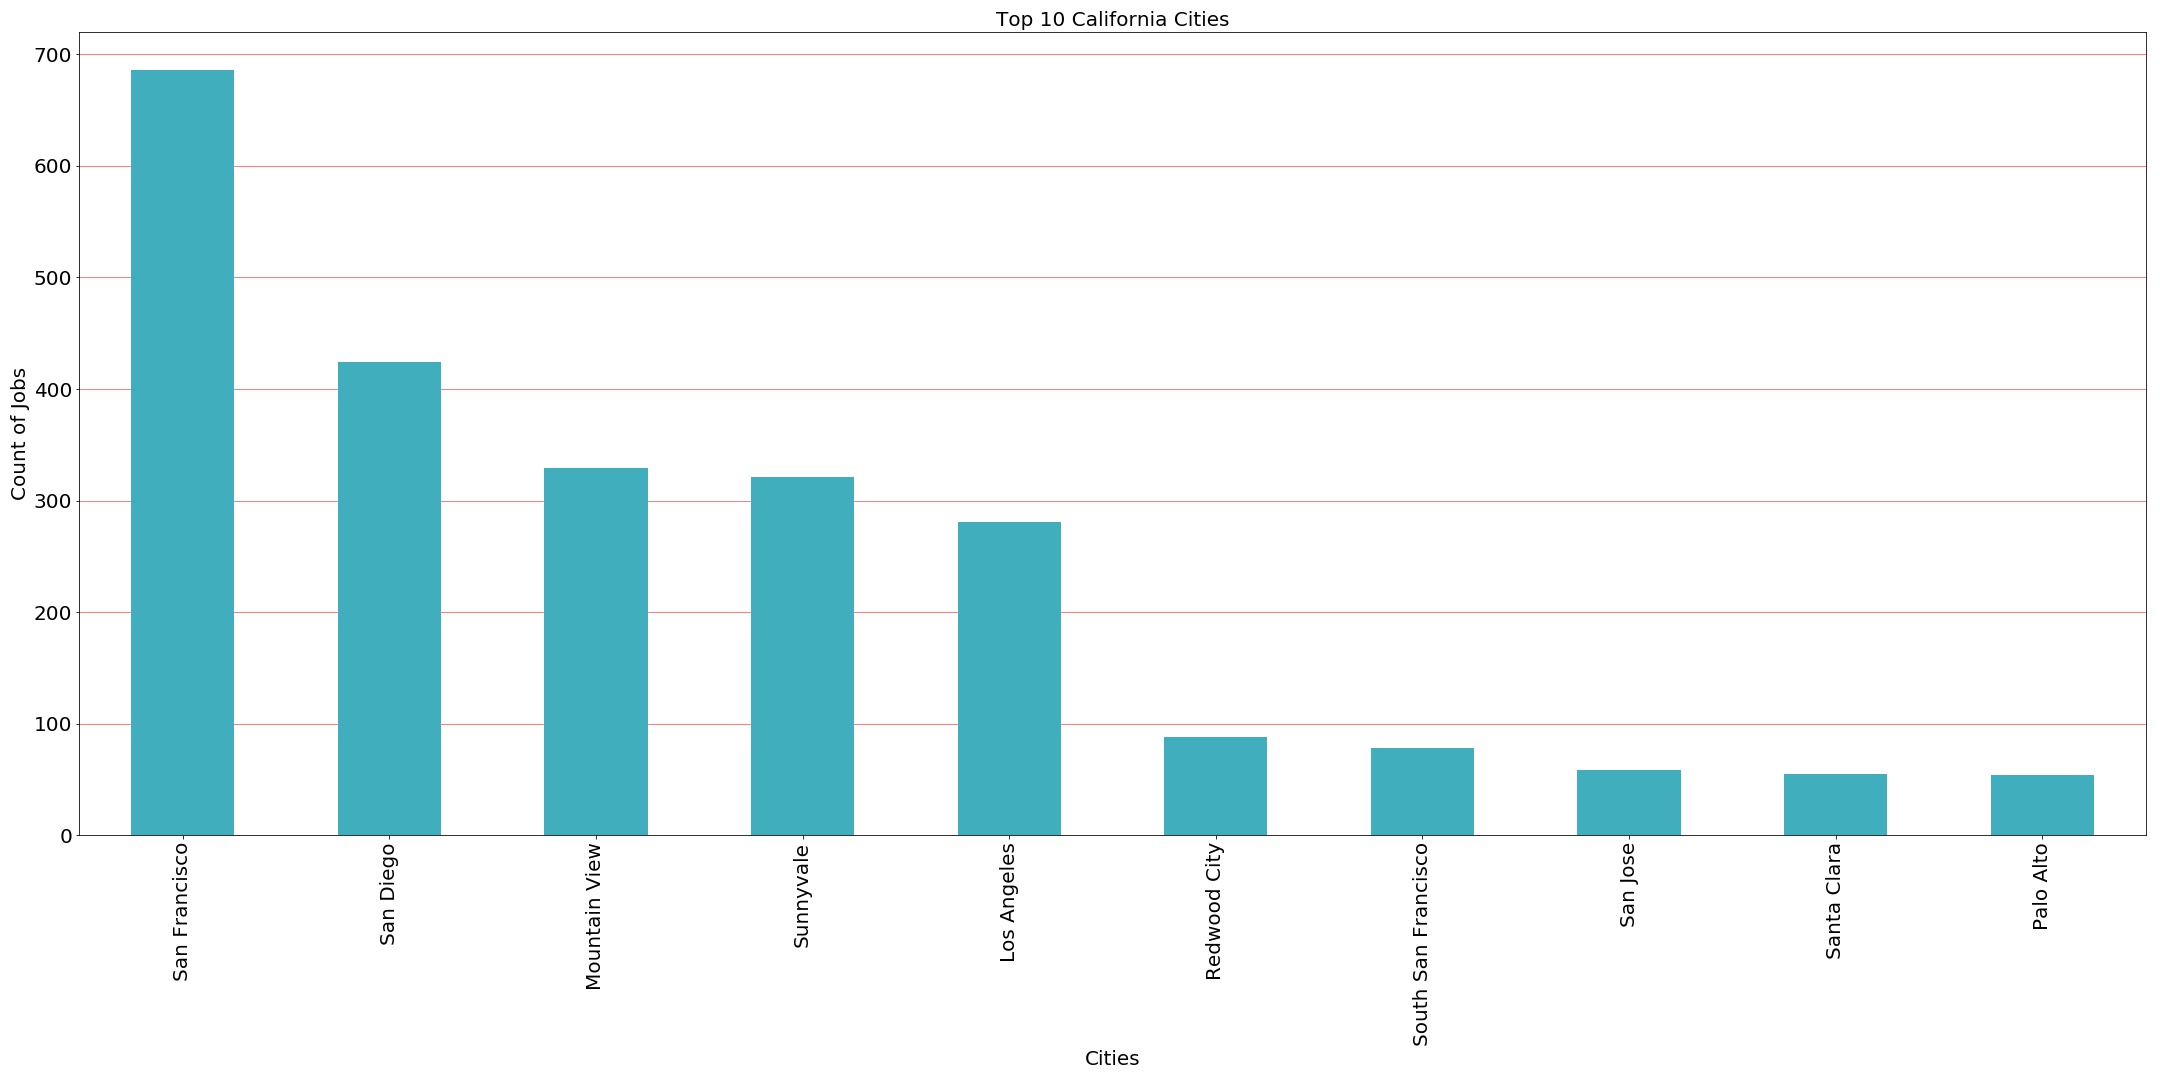 Top 10 California Cities
700
600
500
400
300
200
100
0
Count of Jobs
San Francisco
San Diego
Mountain View
Sunnyvale
Los Angeles
Redwood City
South San Francisco
San Jose
Santa Clara
Palo Alto
Cities